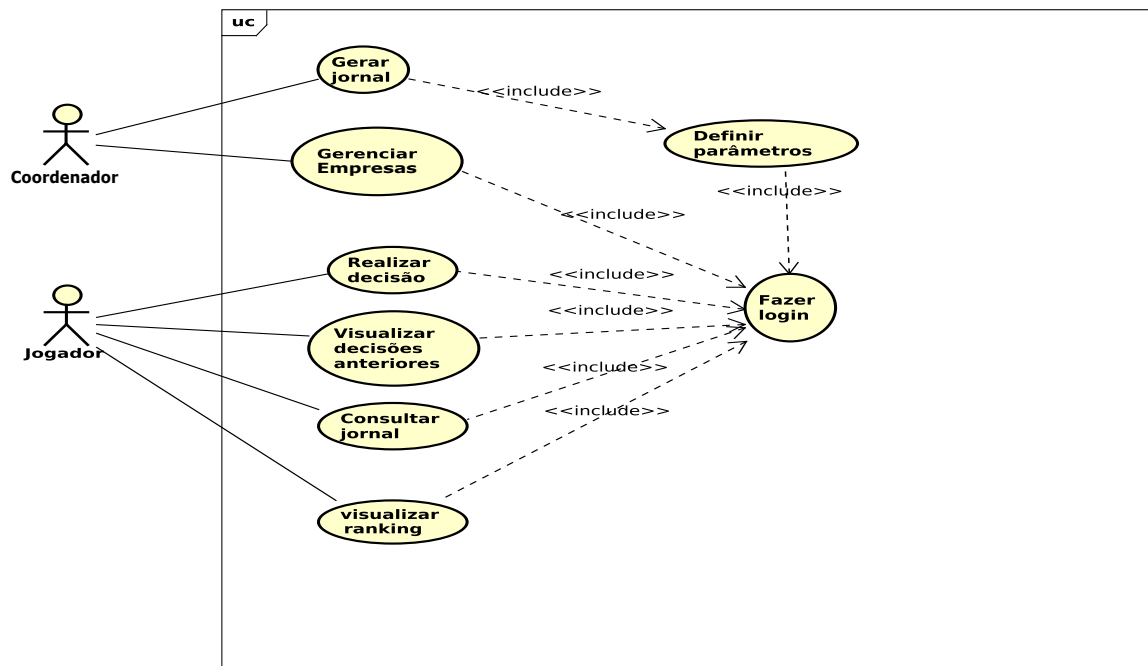 uc
Gerar
jornal
<<include>>
Coordenador
Gerenciar
Empresas
Definir
parâmetros
<<include>>
<<include>>
Realizar
decisão
<<include>>
Fazer
login
<<include>>
Jogador
Visualizar
decisões
anteriores
<<include>>
Consultar
jornal
<<include>>
visualizar
ranking